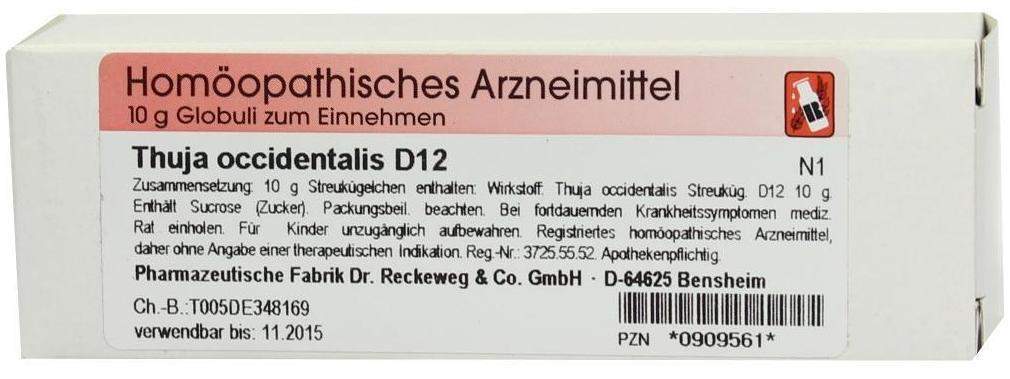 Homöopathisches Arzneimittel
10 g Globuli zum Einnehmen
Thuja occidentalis D12
N1
Zusammensetzung: 10 g Streukügelchen enthalten: Wirkstoff: Thuja occidentalis Streuküg. D12 10 g.
Enthält Sucrose (Zucker). Packungsbeil. beachten. Bei fortdauernden Krankheitssymptomen mediz.
Rat einholen. Für Kinder unzugänglich aufbewahren. Registriertes homöopathisches Arzneimittel,
daher ohne Angabe einer therapeutischen Indikation. Reg.-Nr.: 3725.55.52. Apothekenpflichtig.
Pharmazeutische Fabrik Dr. Reckeweg & Co. GmbH · D-64625 Bensheim
Ch.-B.:T005DE348169
verwendbar bis: 11.2015
PZN *0909561*
R